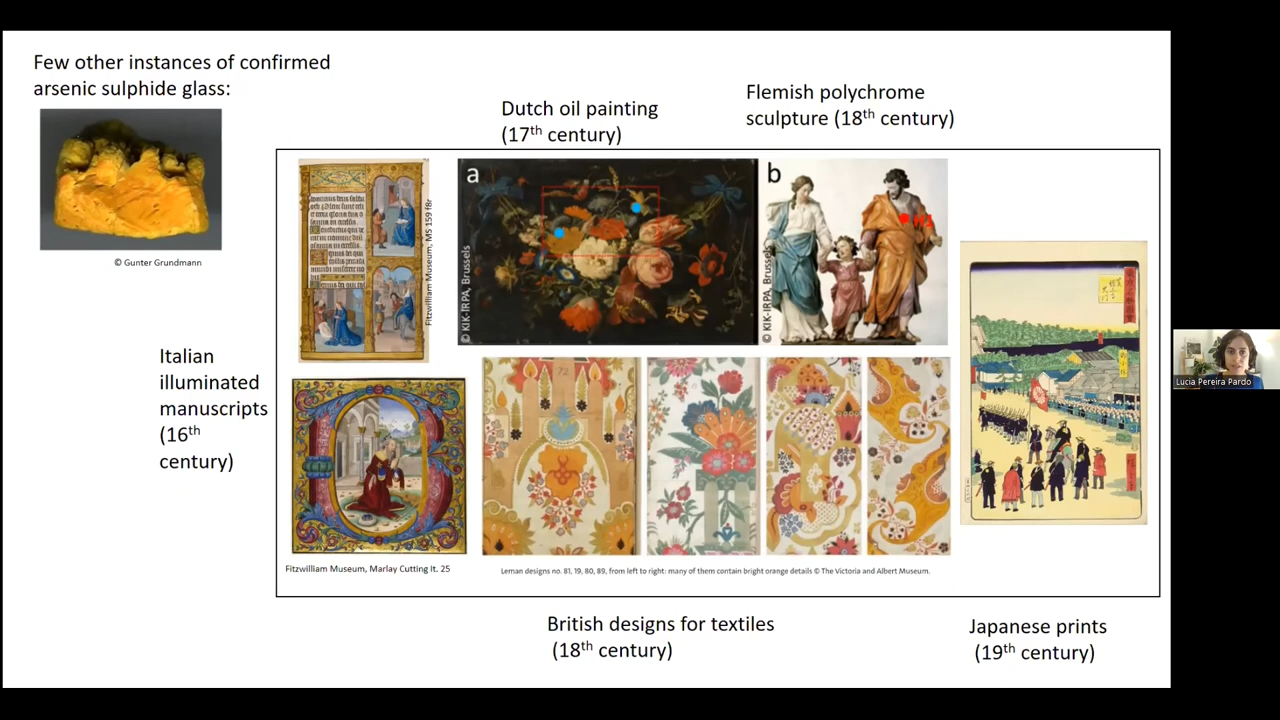 Few other instances of confirmed
arsenic sulphide glass:
© Gunter Grundmann
Dutch oil painting
(17th century)
Flemish polychrome
sculpture (18th century)
a
b
H1
Fitzwilliam Museum, MS 159 f8r
© KIK-IRPA, Brussels
© KIK-IRPA, Brussels
Italian
illuminated
manuscripts
(16th
century)
72
Fitzwilliam Museum, Marlay Cutting It. 25
Leman designs no. 81, 19, 80, 89, from left to right: many of them contain bright orange details © The Victoria and Albert Museum.
British designs for textiles
(18th century)
Japanese prints
(19th century)
Lucia Pereira Pardo